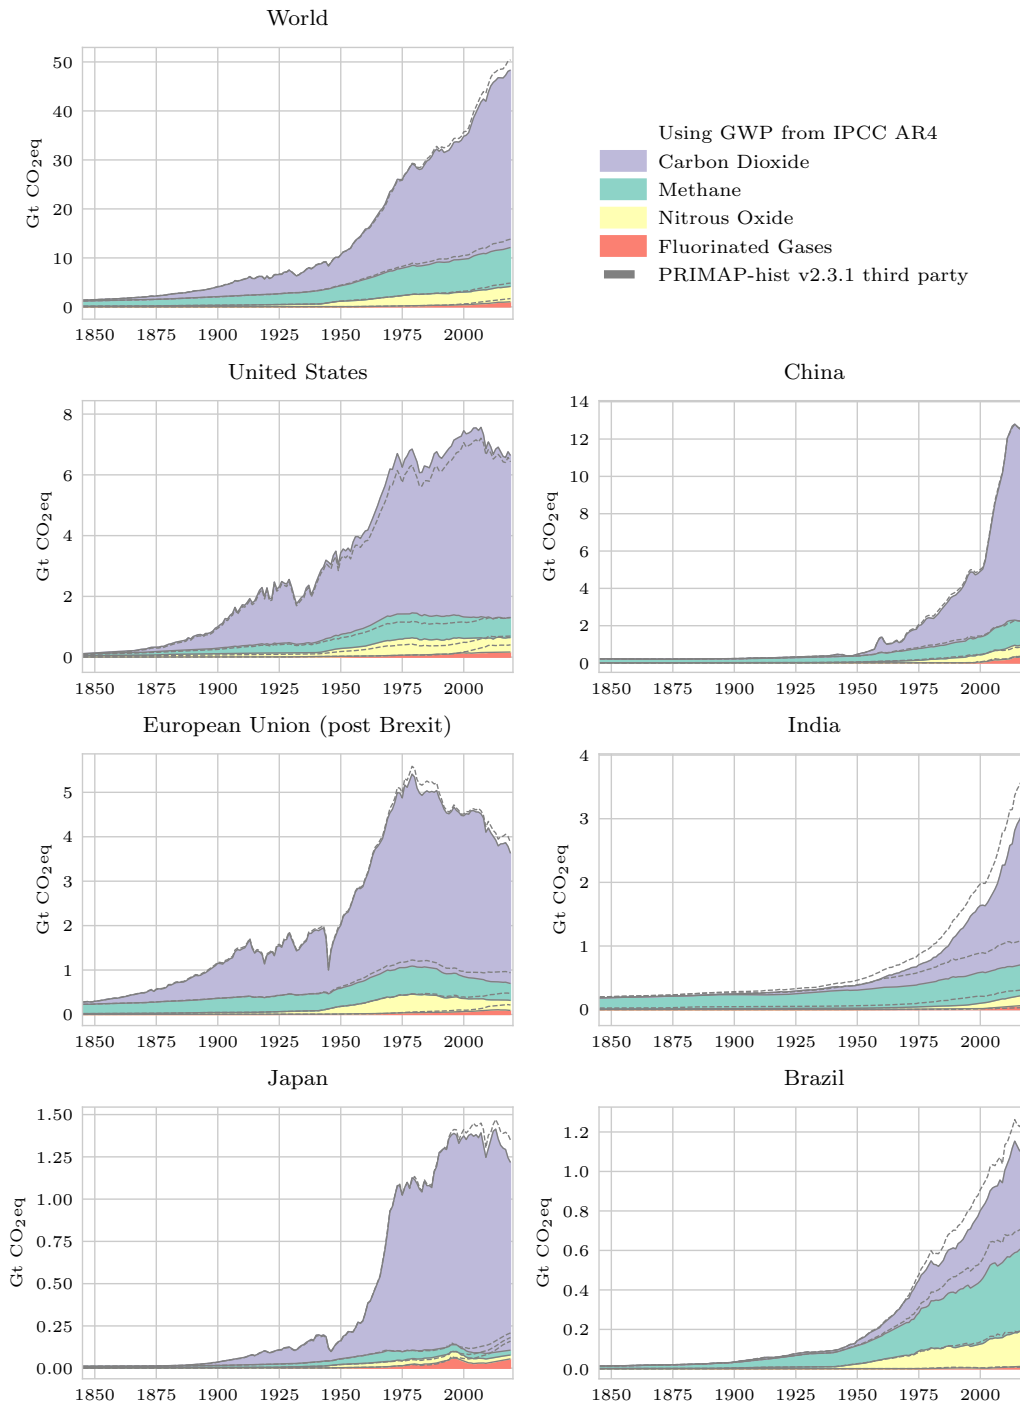 World
50
40
30
20
10
0
Gt CO₂eq
1850 1875 1900 1925 1950 1975 2000
Using GWP from IPCC AR4
Carbon Dioxide
Methane
Nitrous Oxide
Fluorinated Gases
PRIMAP-hist v2.3.1 third party
United States
8
6
4
2
0
Gt CO₂eq
1850 1875 1900 1925 1950 1975 2000
China
14
12
10
8
6
4
2
0
Gt CO₂eq
1850 1875 1900 1925 1950 1975 2000
European Union (post Brexit)
5
4
3
2
1
0
Gt CO₂eq
1850 1875 1900 1925 1950 1975 2000
India
4
3
2
1
0
Gt CO₂eq
1850 1875 1900 1925 1950 1975 2000
Japan
1.50
1.25
1.00
0.75
0.50
0.25
0.00
Gt CO₂eq
1850 1875 1900 1925 1950 1975 2000
Brazil
1.2
1.0
0.8
0.6
0.4
0.2
0.0
Gt CO₂eq
1850 1875 1900 1925 1950 1975 2000